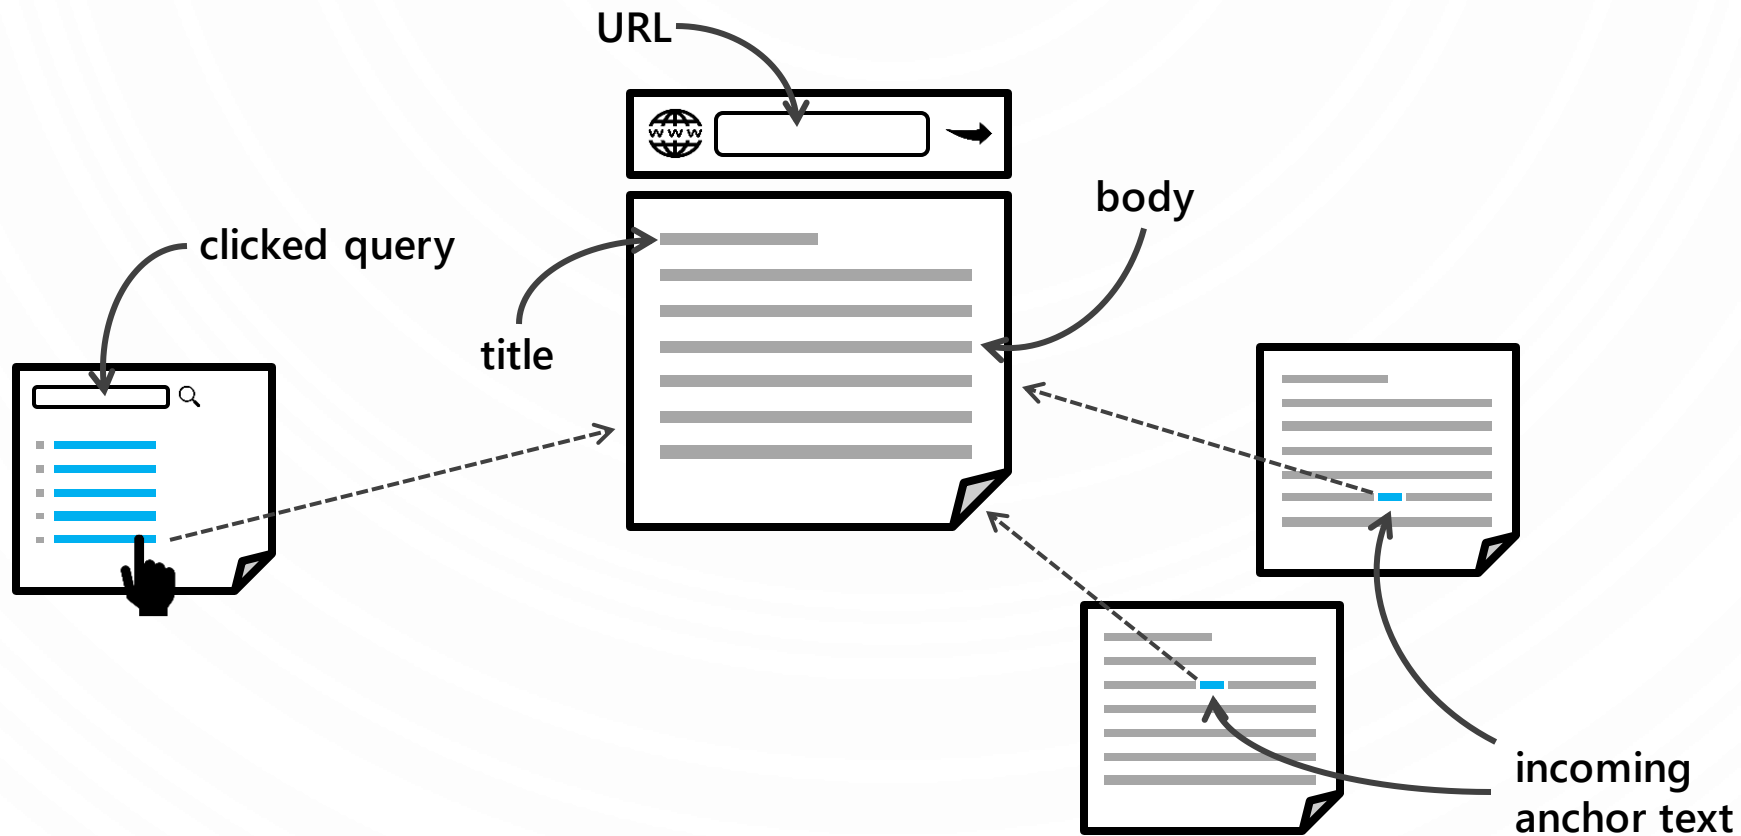 URL
W W W
body
clicked query
title
incoming
anchor text